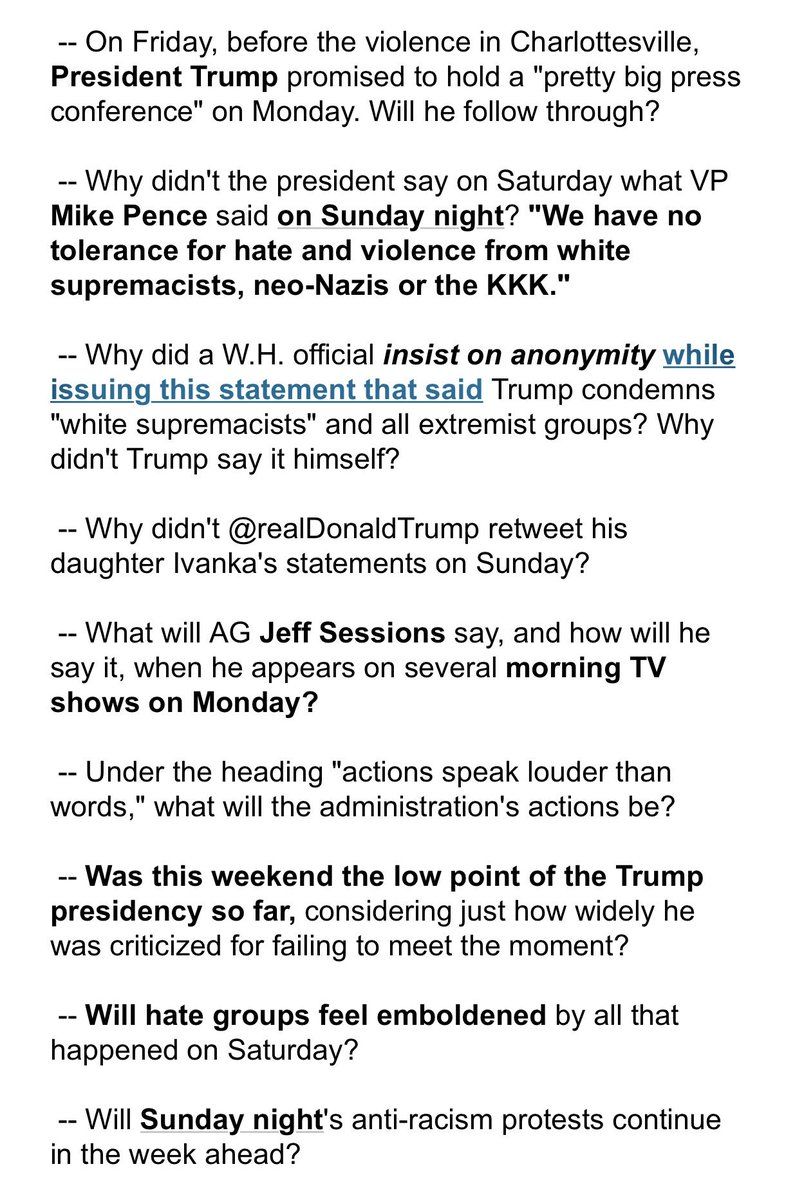 -- On Friday, before the violence in Charlottesville,
President Trump promised to hold a "pretty big press
conference" on Monday. Will he follow through?
-- Why didn't the president say on Saturday what VP
Mike Pence said on Sunday night? "We have no
tolerance for hate and violence from white
supremacists, neo-Nazis or the KKK."
-- Why did a W.H. official insist on anonymity while
issuing this statement that said Trump condemns
"white supremacists" and all extremist groups? Why
didn't Trump say it himself?
-- Why didn't @realDonaldTrump retweet his
daughter Ivanka's statements on Sunday?
-- What will AG Jeff Sessions say, and how will he
say it, when he appears on several morning TV
shows on Monday?
-- Under the heading "actions speak louder than
words," what will the administration's actions be?
-- Was this weekend the low point of the Trump
presidency so far, considering just how widely he
was criticized for failing to meet the moment?
-- Will hate groups feel emboldened by all that
happened on Saturday?
-- Will Sunday night's anti-racism protests continue
in the week ahead?